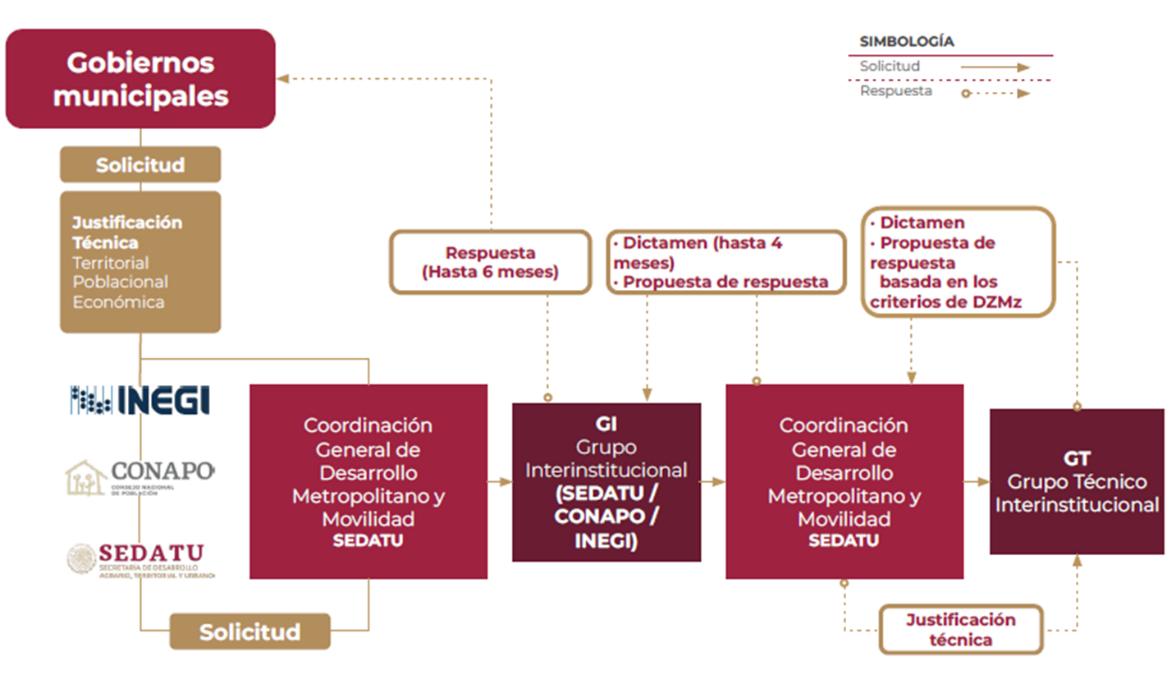 Gobiernos
municipales
SIMBOLOGÍA
Solicitud
Respuesta
Solicitud
Justificación
Técnica
Territorial
Poblacional
Económica
Respuesta
(Hasta 6 meses)
· Dictamen (hasta 4
meses)
· Propuesta de respuesta
· Dictamen
· Propuesta de
respuesta
basada en los
criterios de DZMz
INEGI
CONAPO
CONSEJO NACIONAL
DE POBLACIÓN
SEDATU
SECRETARÍA DE DESARROLLO
AGRARIO, TERRITORIAL Y URBANO
Coordinación
General de
Desarrollo
Metropolitano y
Movilidad
SEDATU
GI
Grupo
Interinstitucional
(SEDATU /
CONAPO /
INEGI)
Coordinación
General de
Desarrollo
Metropolitano y
Movilidad
SEDATU
GT
Grupo Técnico
Interinstitucional
Solicitud
Justificación
técnica